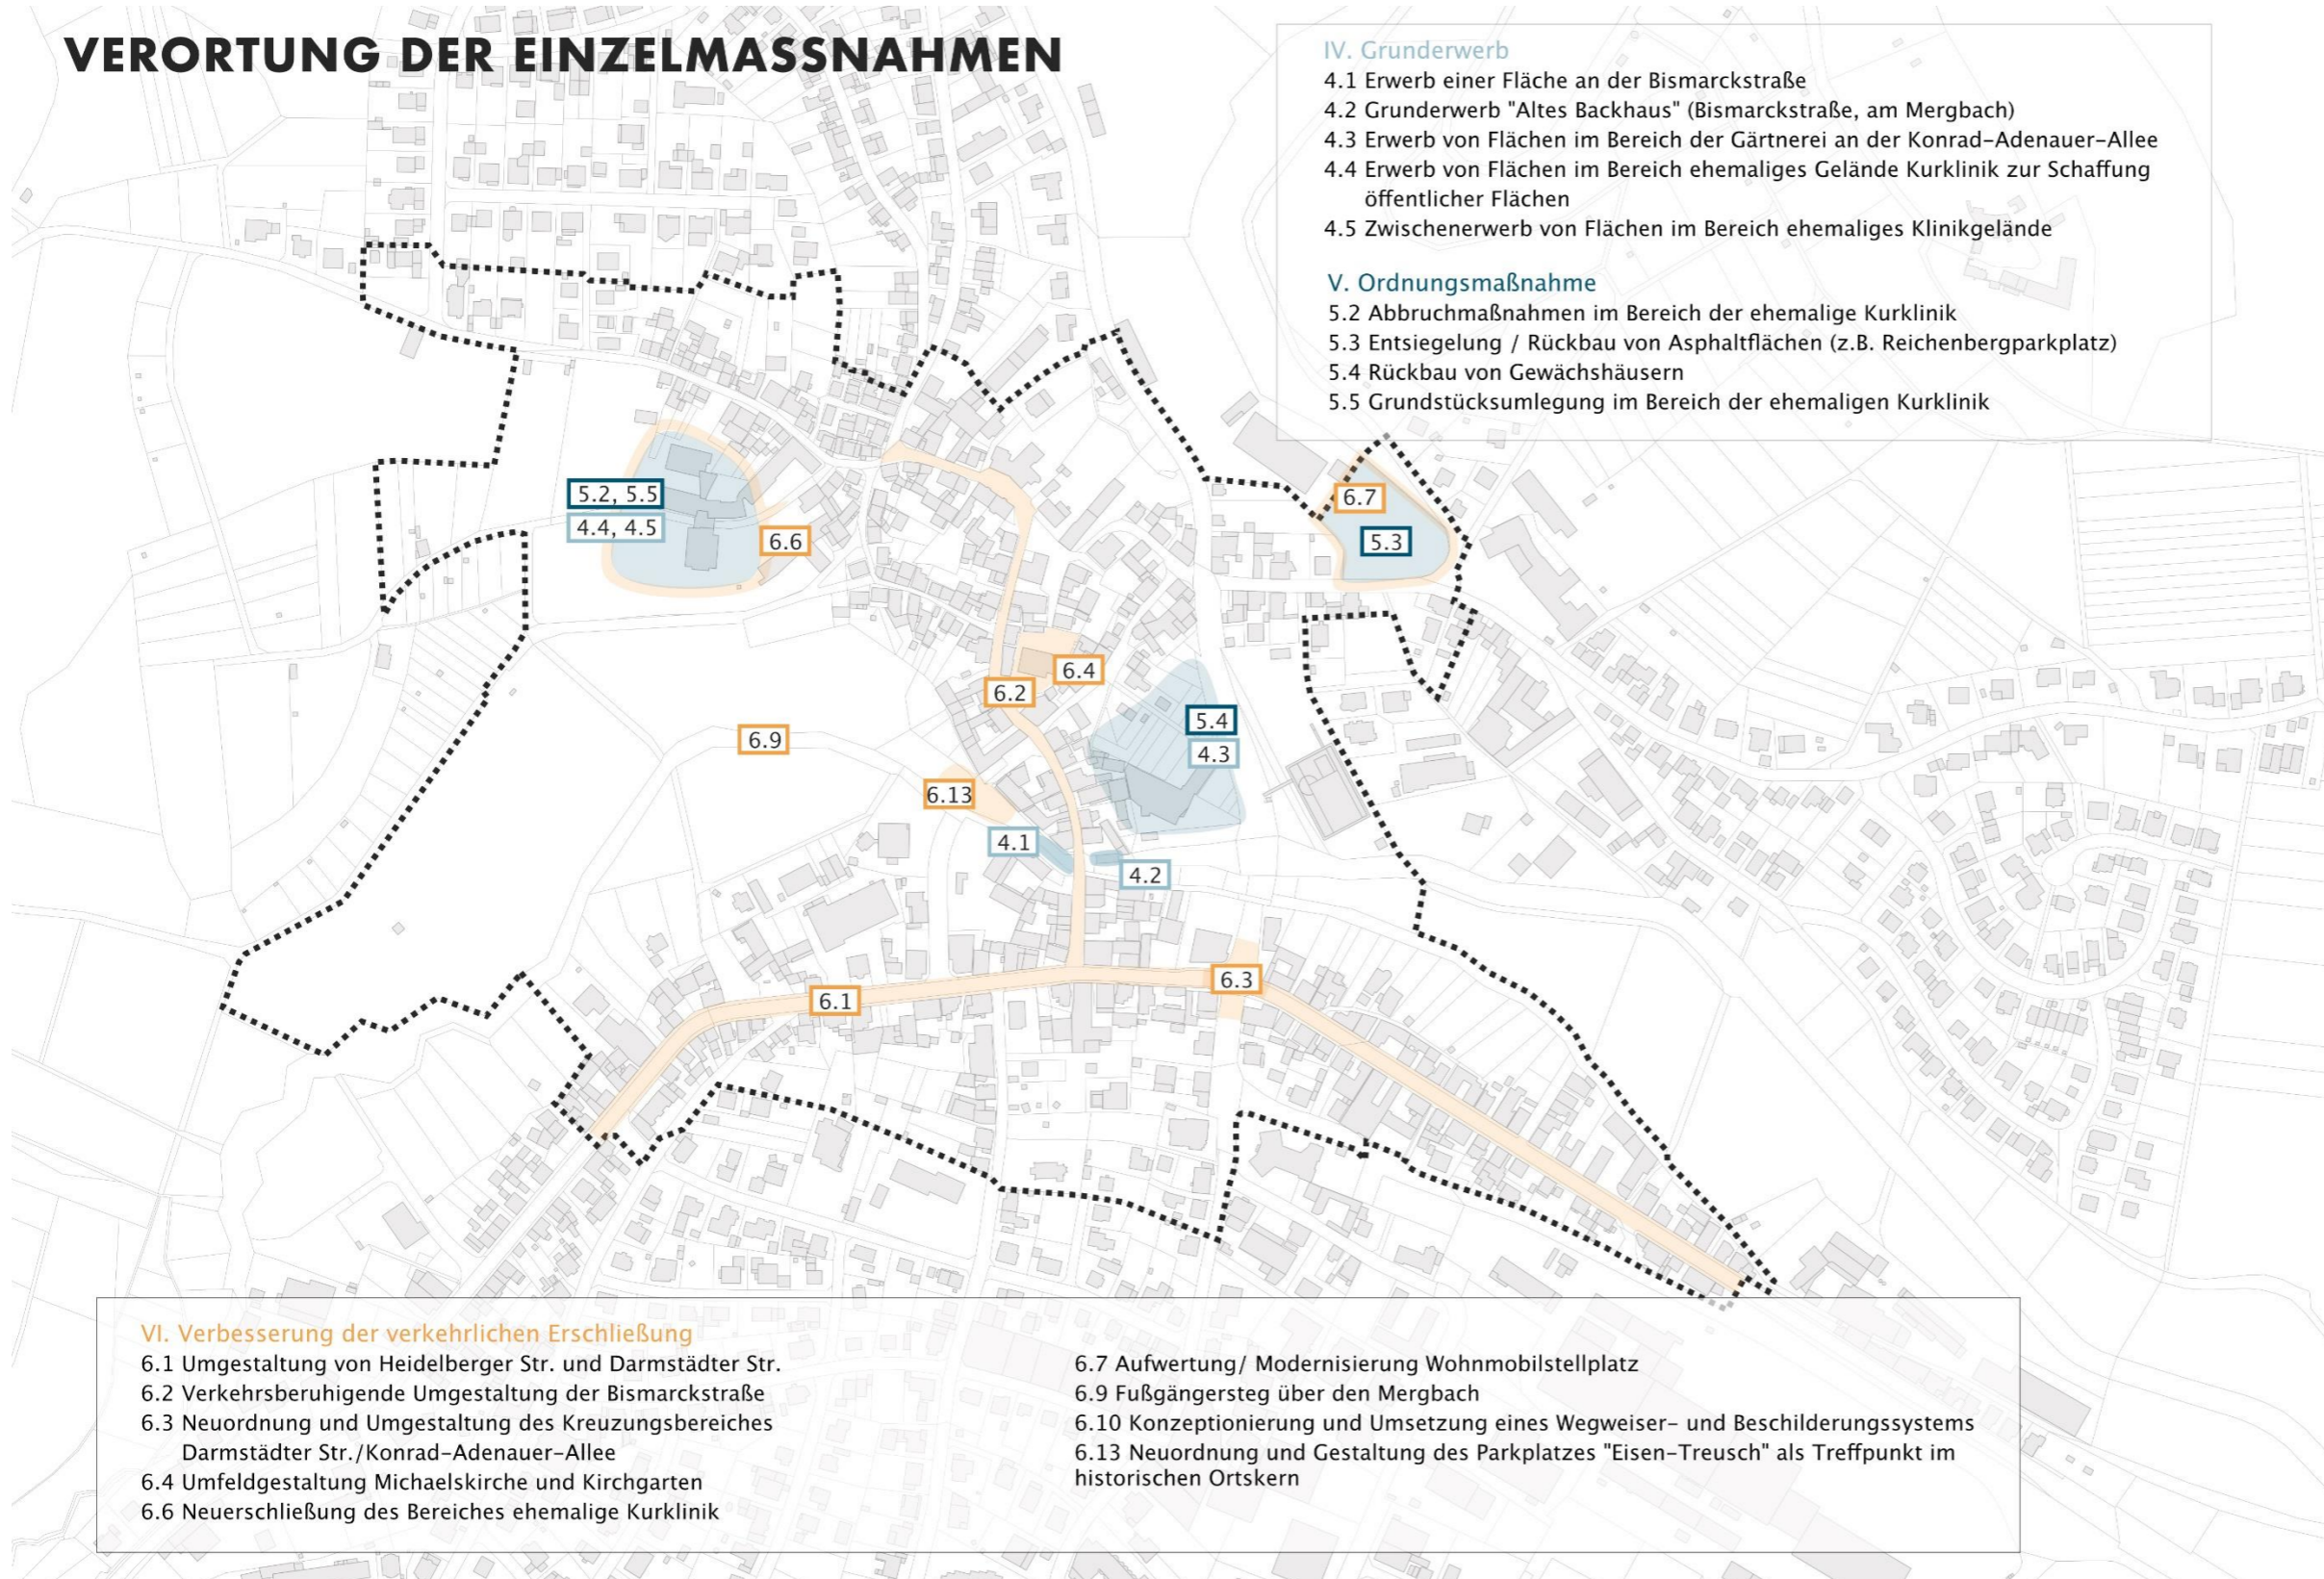 VERORTUNG DER EINZELMASSNAHMEN
IV. Grunderwerb
4.1 Erwerb einer Fläche an der Bismarckstraße
4.2 Grunderwerb "Altes Backhaus" (Bismarckstraße, am Mergbach)
4.3 Erwerb von Flächen im Bereich der Gärtnerei an der Konrad-Adenauer-Allee
4.4 Erwerb von Flächen im Bereich ehemaliges Gelände Kurklinik zur Schaffung
öffentlicher Flächen
4.5 Zwischenerwerb von Flächen im Bereich ehemaliges Klinikgelände
V. Ordnungsmaßnahme
5.2 Abbruchmaßnahmen im Bereich der ehemalige Kurklinik
5.3 Entsiegelung / Rückbau von Asphaltflächen (z.B. Reichenbergparkplatz)
5.4 Rückbau von Gewächshäusern
5.5 Grundstücksumlegung im Bereich der ehemaligen Kurklinik
5.2, 5.5
4.4, 4.5
6.6
6.7
5.3
6.4
6.2
5.4
4.3
6.9
6.13
4.1
4.2
6.3
6.1
VI. Verbesserung der verkehrlichen Erschließung
6.1 Umgestaltung von Heidelberger Str. und Darmstädter Str.
6.2 Verkehrsberuhigende Umgestaltung der Bismarckstraße
6.3 Neuordnung und Umgestaltung des Kreuzungsbereiches
Darmstädter Str./Konrad-Adenauer-Allee
6.4 Umfeldgestaltung Michaelskirche und Kirchgarten
6.6 Neuerschließung des Bereiches ehemalige Kurklinik
6.7 Aufwertung/ Modernisierung Wohnmobilstellplatz
6.9 Fußgängersteg über den Mergbach
6.10 Konzeptionierung und Umsetzung eines Wegweiser- und Beschilderungssystems
6.13 Neuordnung und Gestaltung des Parkplatzes "Eisen-Treusch" als Treffpunkt im
historischen Ortskern